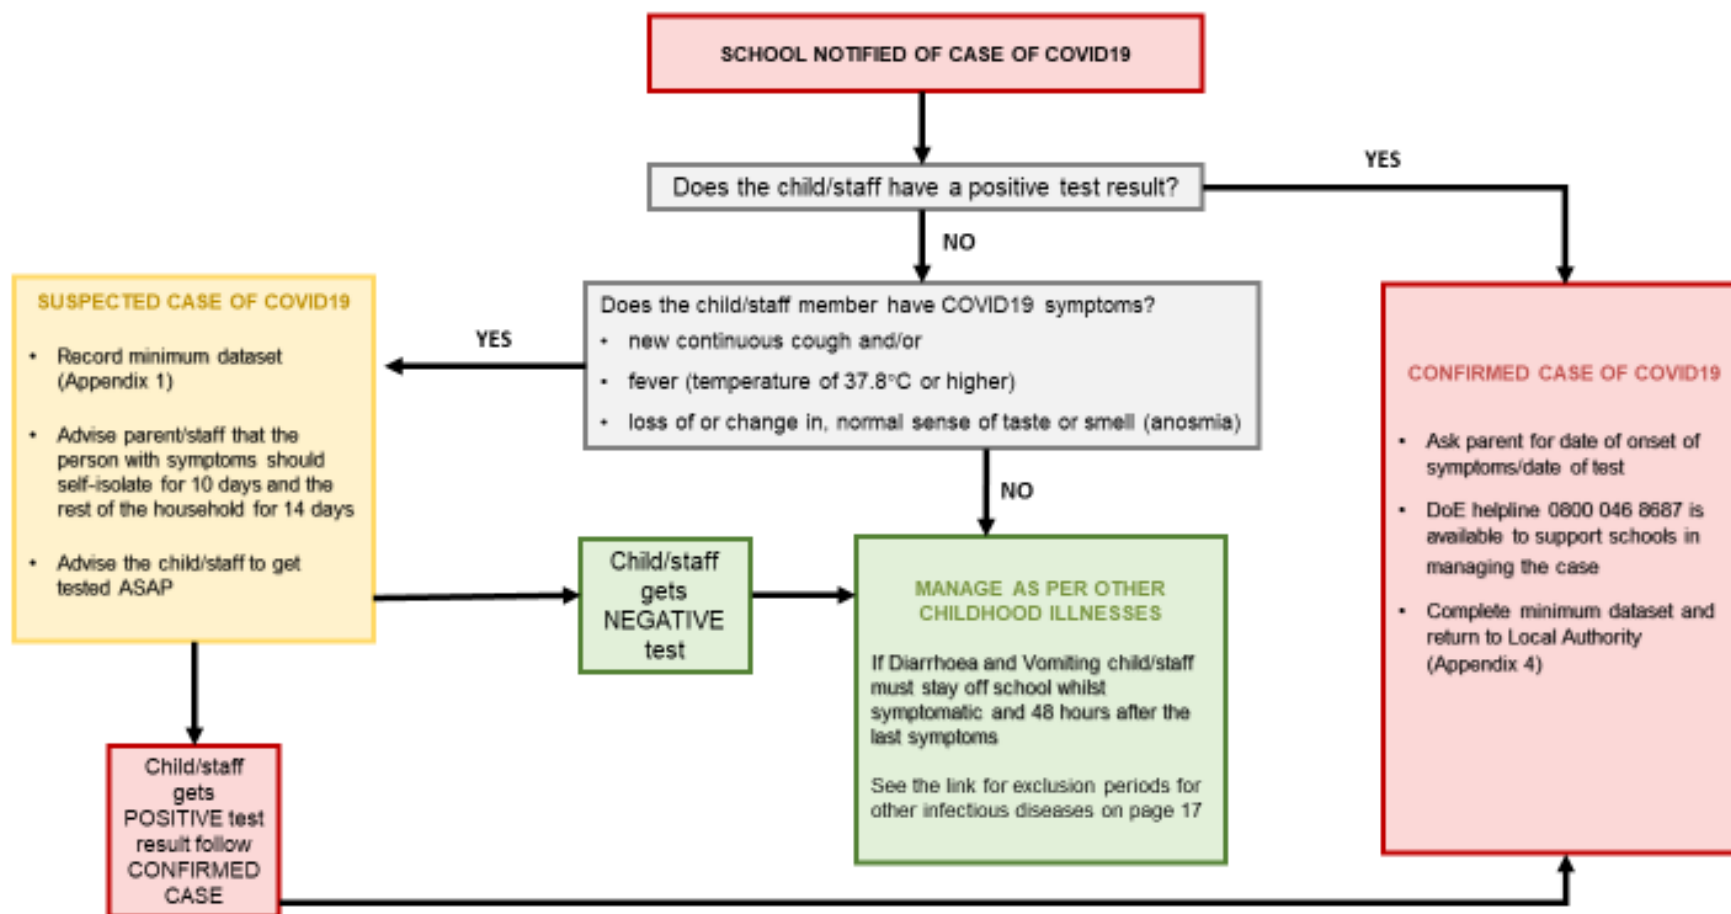 SCHOOL NOTIFIED OF CASE OF COVID19
Does the child/staff have a positive test result?
YES
NO
SUSPECTED CASE OF COVID19
• Record minimum dataset
(Appendix 1)
• Advise parent/staff that the
person with symptoms should
self-isolate for 10 days and the
rest of the household for 14 days
• Advise the child/staff to get
tested ASAP
YES
Does the child/staff member have COVID19 symptoms?
• new continuous cough and/or
• fever (temperature of 37.8°C or higher)
• loss of or change in, normal sense of taste or smell (anosmia)
NO
CONFIRMED CASE OF COVID19
• Ask parent for date of onset of
symptoms/date of test
• DoE helpline 0800 046 8687 is
available to support schools in
managing the case
• Complete minimum dataset and
return to Local Authority
(Appendix 4)
Child/staff
gets
NEGATIVE
test
MANAGE AS PER OTHER
CHILDHOOD ILLNESSES
If Diarrhoea and Vomiting child/staff
must stay off school whilst
symptomatic and 48 hours after the
last symptoms
See the link for exclusion periods for
other infectious diseases on page 17
Child/staff
gets
POSITIVE test
result follow
CONFIRMED
CASE